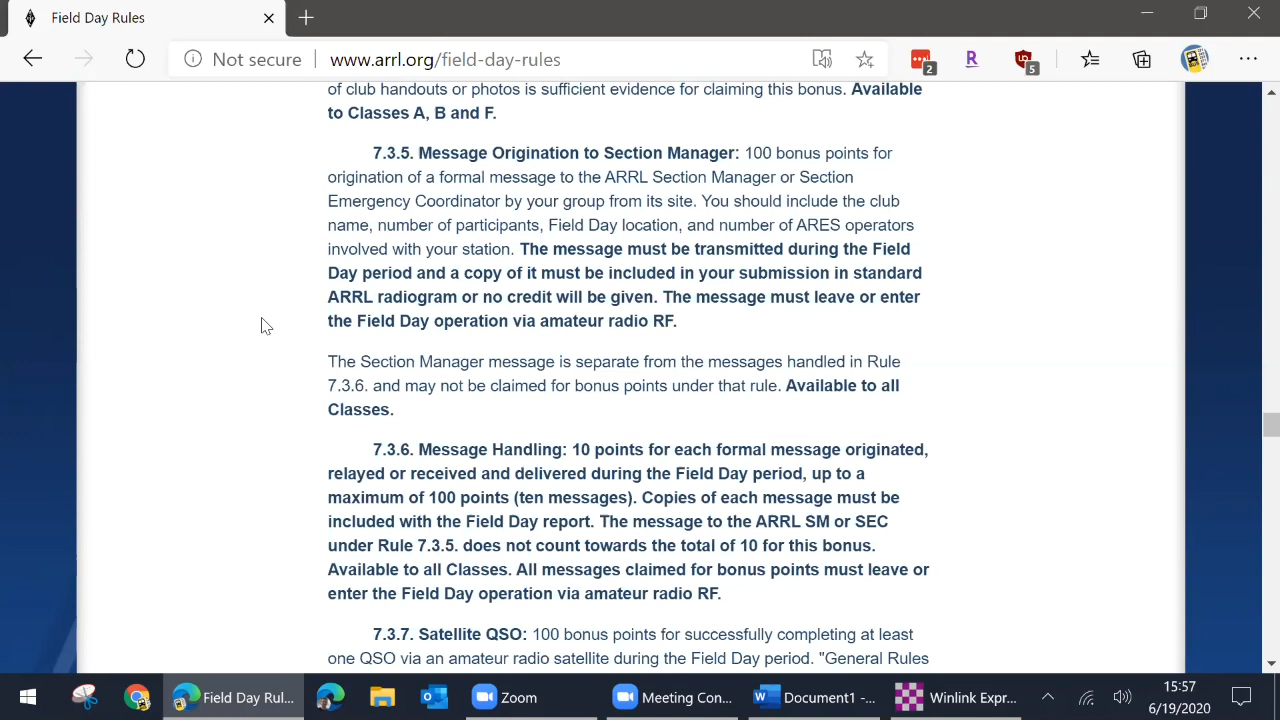 Field Day Rules
Not secure www.arrl.org/field-day-rules 2 R 5
of club handouts or photos is sufficient evidence for claiming this bonus. Available
to Classes A, B and F.
7.3.5. Message Origination to Section Manager: 100 bonus points for
origination of a formal message to the ARRL Section Manager or Section
Emergency Coordinator by your group from its site. You should include the club
name, number of participants, Field Day location, and number of ARES operators
involved with your station. The message must be transmitted during the Field
Day period and a copy of it must be included in your submission in standard
ARRL radiogram or no credit will be given. The message must leave or enter
the Field Day operation via amateur radio RF.
The Section Manager message is separate from the messages handled in Rule
7.3.6. and may not be claimed for bonus points under that rule. Available to all
Classes.
7.3.6. Message Handling: 10 points for each formal message originated,
relayed or received and delivered during the Field Day period, up to a
maximum of 100 points (ten messages). Copies of each message must be
included with the Field Day report. The message to the ARRL SM or SEC
under Rule 7.3.5. does not count towards the total of 10 for this bonus.
Available to all Classes. All messages claimed for bonus points must leave or
enter the Field Day operation via amateur radio RF.
7.3.7. Satellite QSO: 100 bonus points for successfully completing at least
one QSO via an amateur radio satellite during the Field Day period. "General Rules
Field Day Rul... Zoom Meeting Con... Document1 -... Winlink Expr... 15:57
6/19/2020